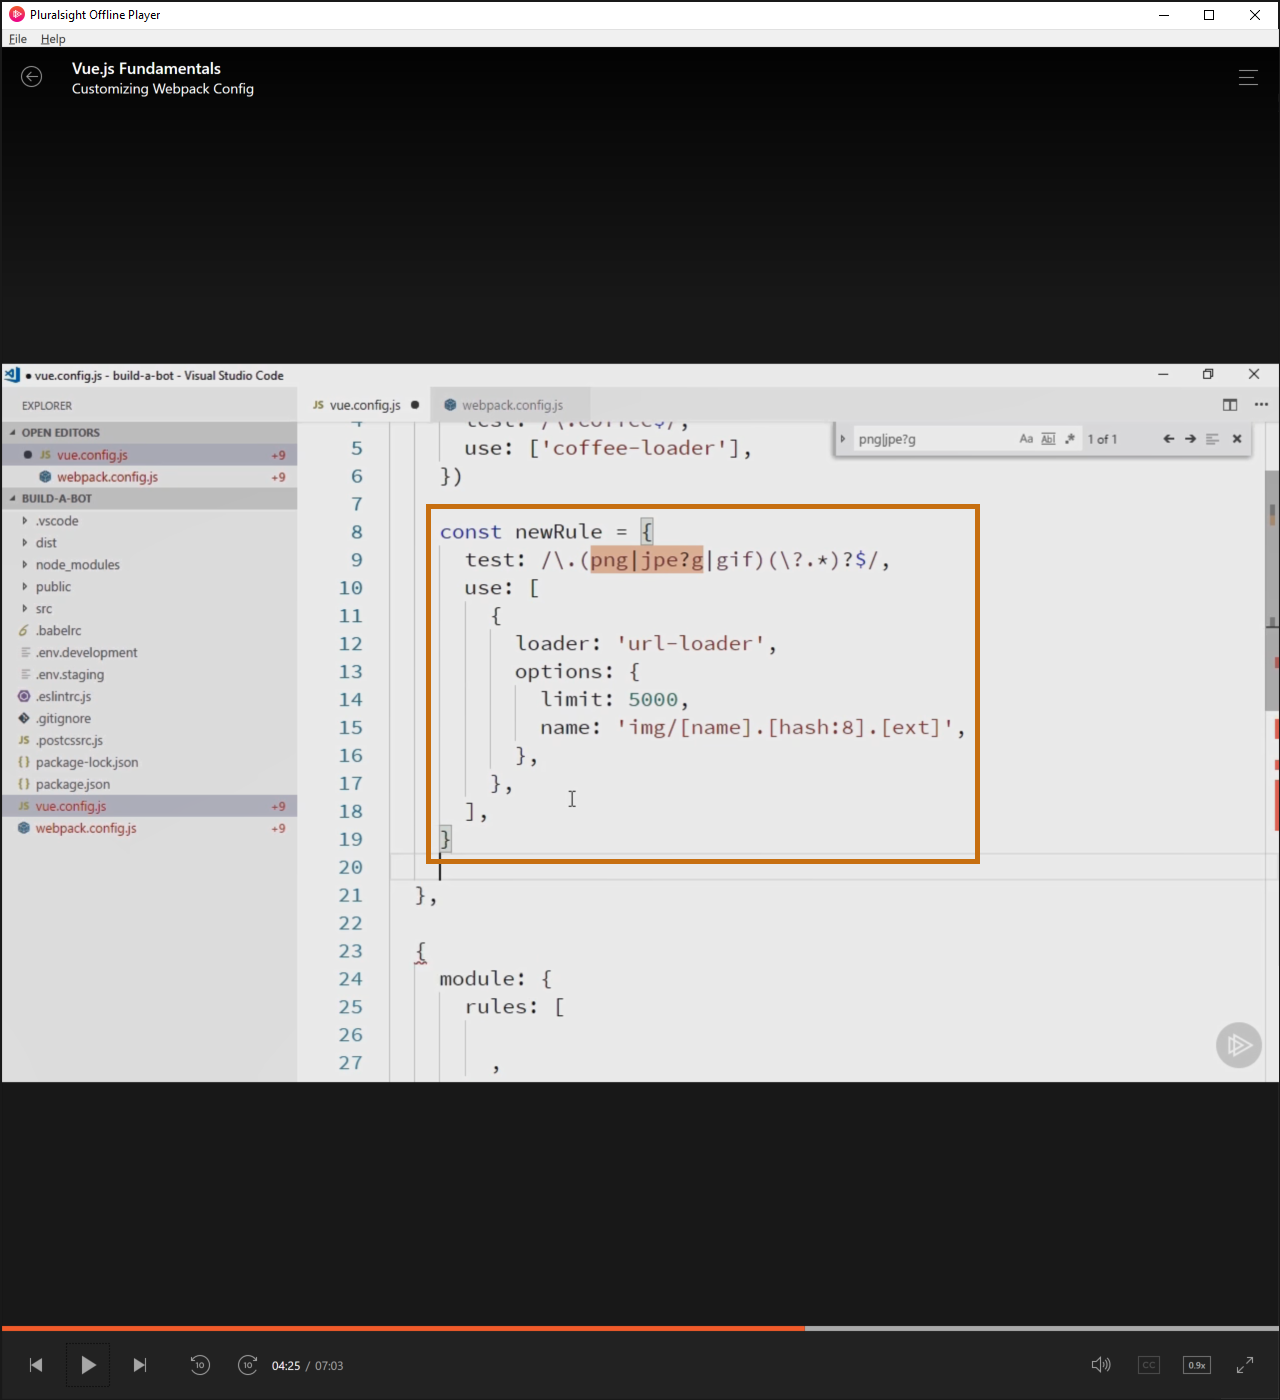 Pluralsight Offline Player
File Help
Vue.js Fundamentals
Customizing Webpack Config
● vue.config.js - build-a-bot - Visual Studio Code
EXPLORER
JS vue.config.js ●
webpack.config.js
OPEN EDITORS
● JS vue.config.js +9
webpack.config.js +9
BUILD-A-BOT
.vscode
dist
node_modules
public
src
.babelrc
.env.development
.env.staging
.eslintrc.js
.gitignore
JS .postcssrc.js
{} package-lock.json
{} package.json
JS vue.config.js +9
webpack.config.js +9
png|jpe?g Aa Abl .* 1 of 1
4 test: /\.coffee$/,
5 use: ['coffee-loader'],
6 })
7
8 const newRule = {
9 test: /\.(png|jpe?g|gif)(\?.*)?$/,
10 use: [
11 {
12 loader: 'url-loader',
13 options: {
14 limit: 5000,
15 name: 'img/[name].[hash:8].[ext]',
16 },
17 },
18 ],
19 }
20
21 },
22
23 {
24 module: {
25 rules: [
26
27 ,
10 10 04:25 / 07:03 CC 0.9x